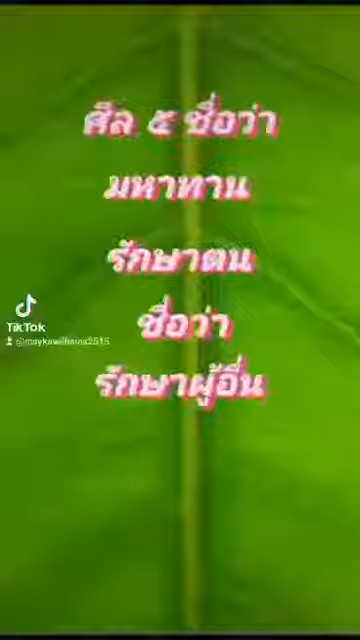 ศีล ๕ ชื่อว่า
มหาทาน
รักษาตน
ชื่อว่า
รักษาผู้อื่น
TikTok